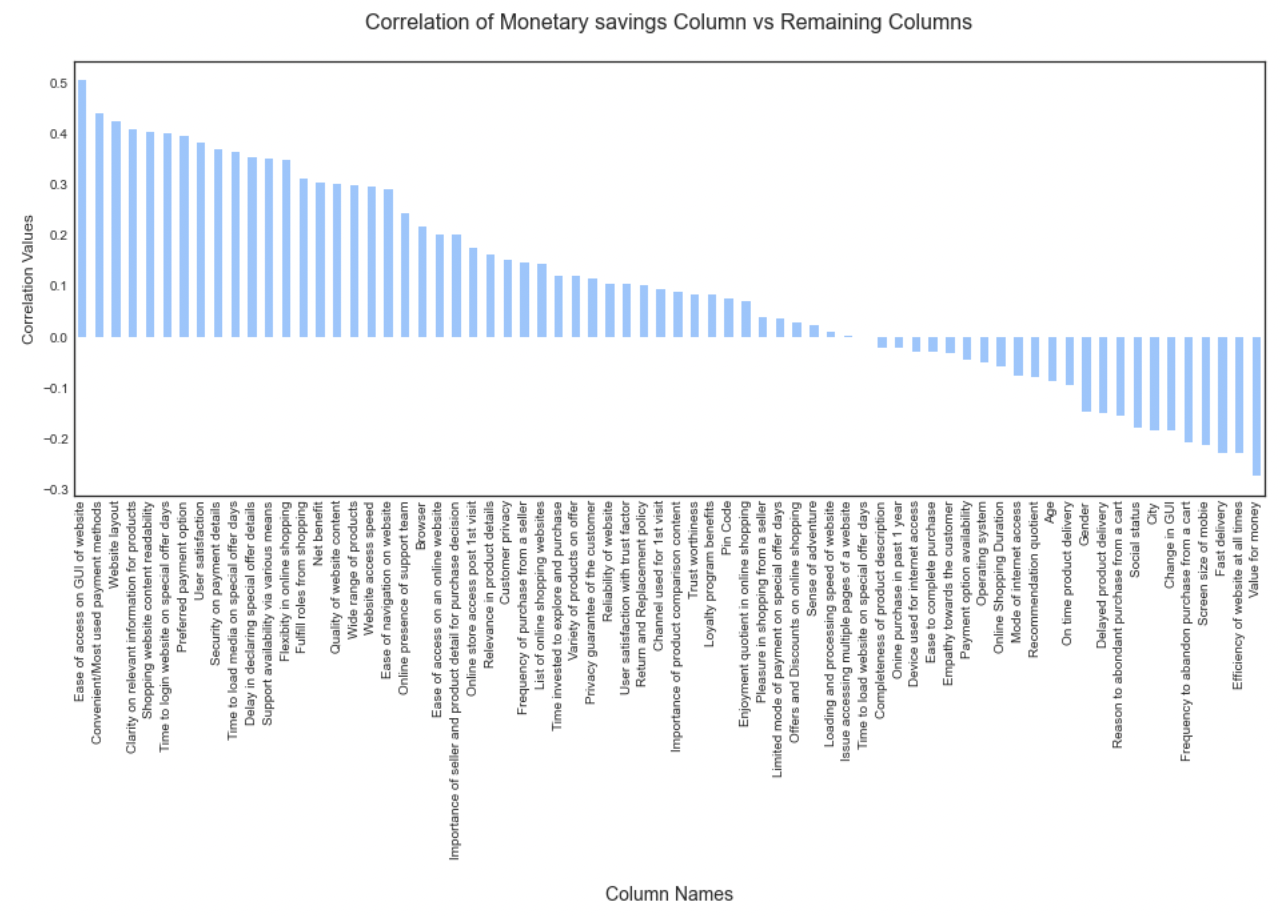 Correlation of Monetary savings Column vs Remaining Columns
Correlation Values
0.5
0.4
0.3
0.2
0.1
0.0
−0.1
−0.2
−0.3
Ease of access on GUI of website
Convenient/Most used payment methods
Website layout
Clarity on relevant information for products
Shopping website content readability
Time to login website on special offer days
Preferred payment option
User satisfaction
Security on payment details
Time to load media on special offer days
Delay in declaring special offer details
Support availability via various means
Flexibity in online shopping
Fulfill roles from shopping
Net benefit
Quality of website content
Wide range of products
Website access speed
Ease of navigation on website
Online presence of support team
Browser
Ease of access on an online website
Importance of seller and product detail for purchase decision
Online store access post 1st visit
Relevance in product details
Customer privacy
Frequency of purchase from a seller
List of online shopping websites
Time invested to explore and purchase
Variety of products on offer
Privacy guarantee of the customer
Reliability of website
User satisfaction with trust factor
Return and Replacement policy
Channel used for 1st visit
Importance of product comparison content
Trust worthiness
Loyalty program benefits
Pin Code
Enjoyment quotient in online shopping
Pleasure in shopping from a seller
Limited mode of payment on special offer days
Offers and Discounts on online shopping
Sense of adventure
Loading and processing speed of website
Issue accessing multiple pages of a website
Time to load website on special offer days
Completeness of product description
Onine purchase in past 1 year
Device used for internet access
Ease to complete purchase
Empathy towards the customer
Payment option availability
Operating system
Online Shopping Duration
Mode of internet access
Recommendation quotient
Age
On time product delivery
Gender
Delayed product delivery
Reason to abondant purchase from a cart
Social status
City
Change in GUI
Frequency to abandon purchase from a cart
Screen size of mobie
Fast delivery
Efficiency of website at all times
Value for money
Column Names